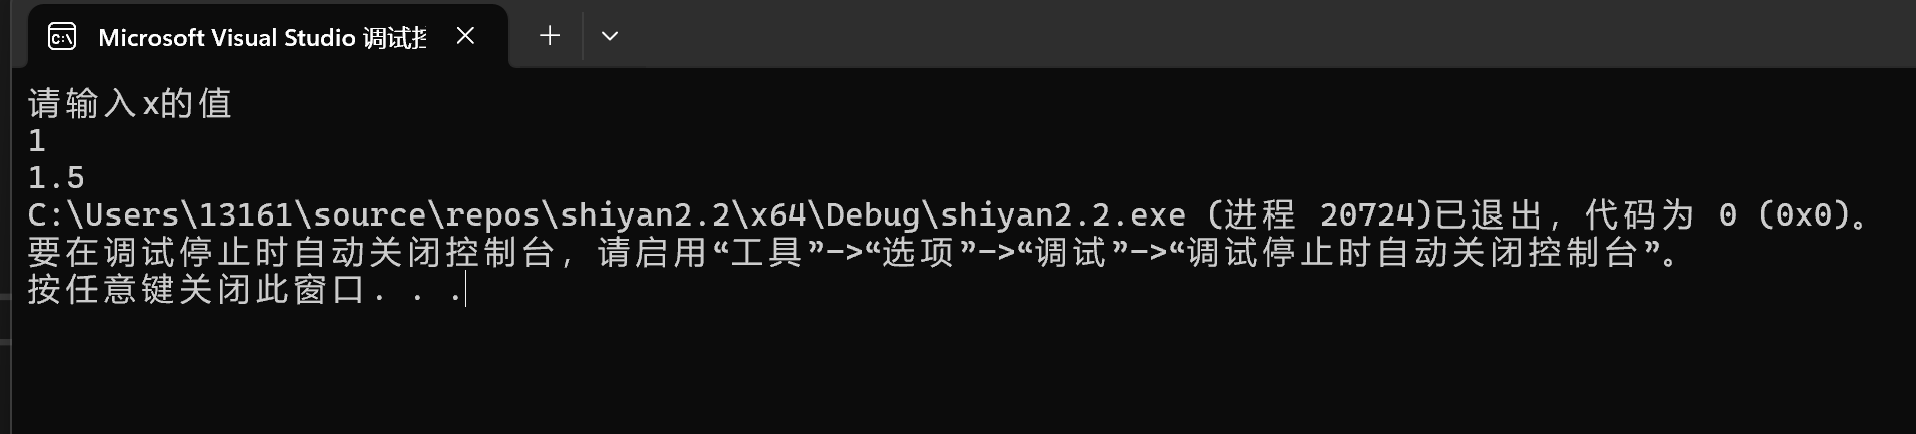 Microsoft Visual Studio 调试
请输入x的值
1
1.5
C:\Users\13161\source\repos\shiyan2.2\x64\Debug\shiyan2.2.exe (进程 20724)已退出，代码为 0 (0x0)。
要在调试停止时自动关闭控制台，请启用“工具”->“选项”->“调试”->“调试停止时自动关闭控制台”。
按任意键关闭此窗口. . .